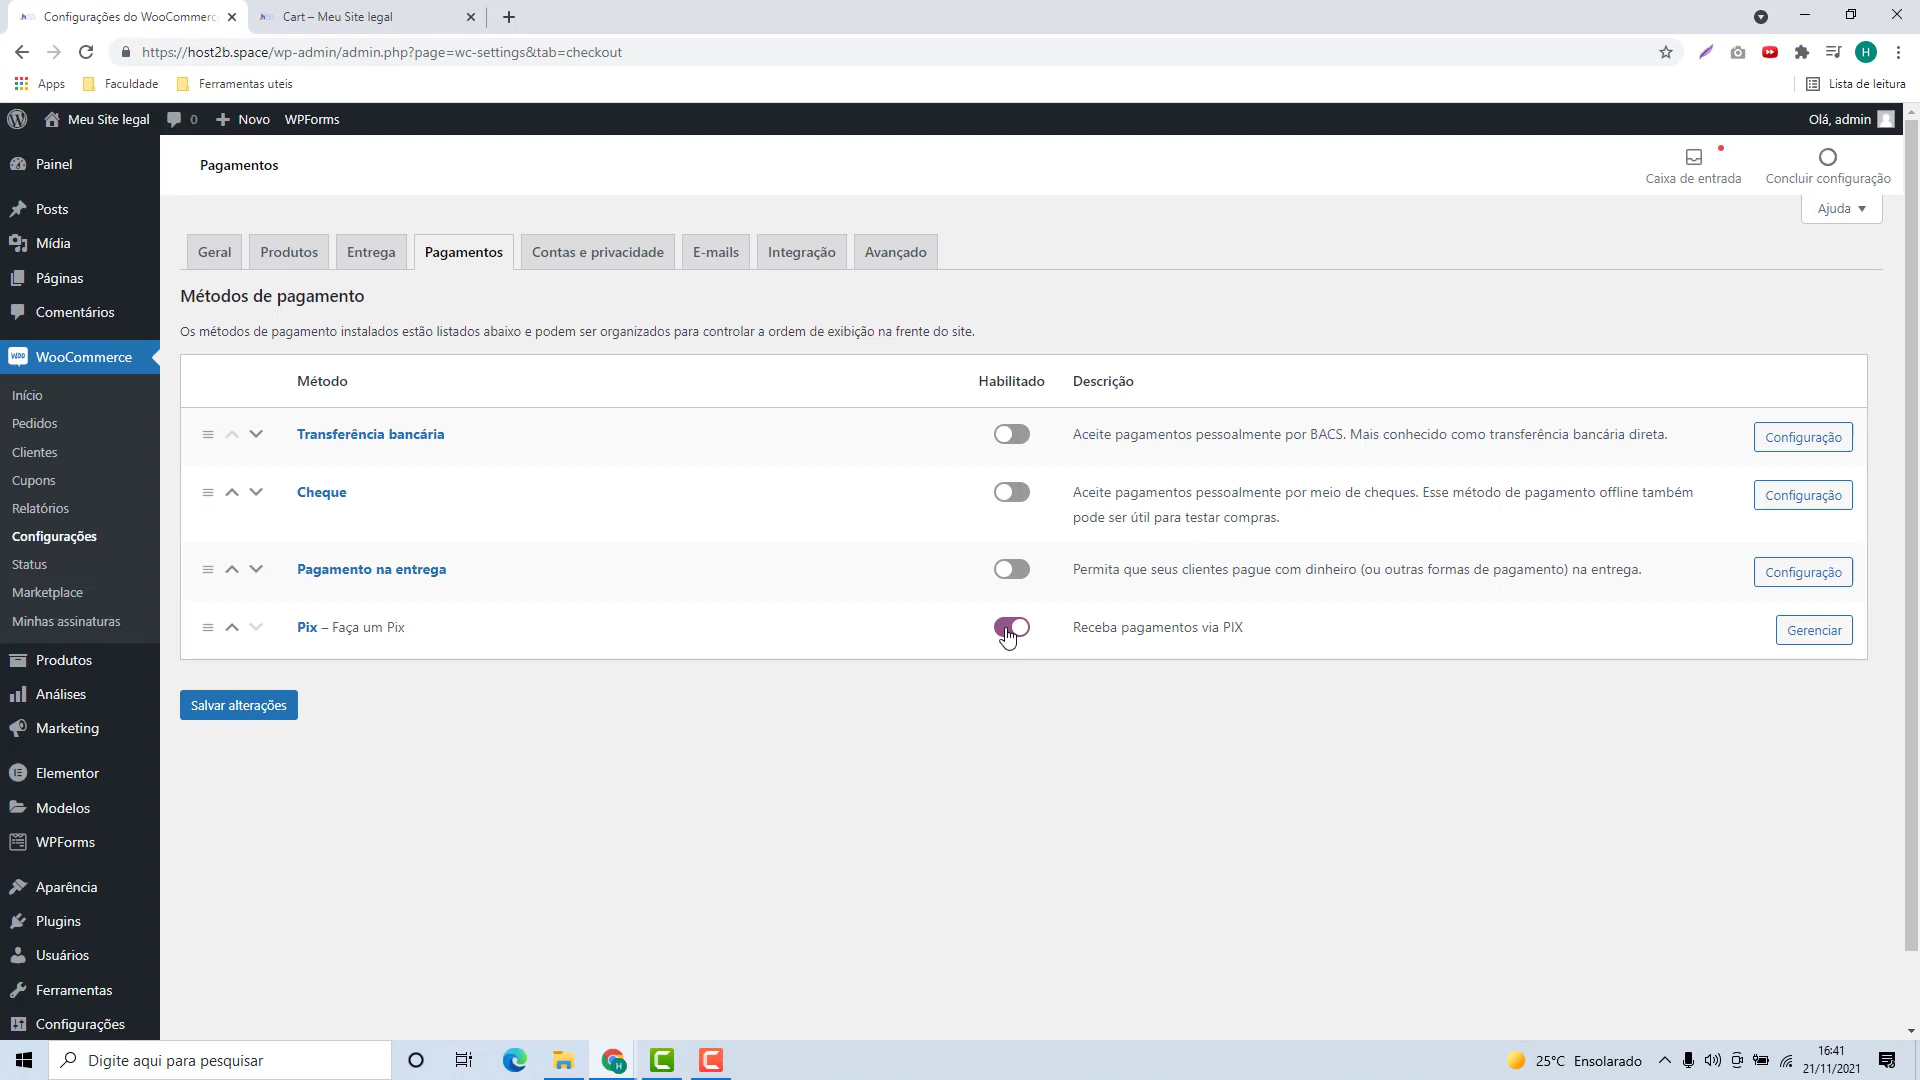 Configurações do WooCommerce
Cart – Meu Site legal
https://host2b.space/wp-admin/admin.php?page=wc-settings&tab=checkout
H
Apps
Faculdade
Ferramentas uteis
Lista de leitura
Meu Site legal
0
Novo
WPForms
Olá, admin
Painel
Posts
Mídia
Páginas
Comentários
WooCommerce
Início
Pedidos
Clientes
Cupons
Relatórios
Configurações
Status
Marketplace
Minhas assinaturas
Produtos
Análises
Marketing
Elementor
Modelos
WPForms
Aparência
Plugins
Usuários
Ferramentas
Configurações
Pagamentos
Caixa de entrada
Concluir configuração
Ajuda
Geral
Produtos
Entrega
Pagamentos
Contas e privacidade
E-mails
Integração
Avançado
Métodos de pagamento
Os métodos de pagamento instalados estão listados abaixo e podem ser organizados para controlar a ordem de exibição na frente do site.
Método
Habilitado
Descrição
Transferência bancária
Aceite pagamentos pessoalmente por BACS. Mais conhecido como transferência bancária direta.
Configuração
Cheque
Aceite pagamentos pessoalmente por meio de cheques. Esse método de pagamento offline também
pode ser útil para testar compras.
Configuração
Pagamento na entrega
Permita que seus clientes pague com dinheiro (ou outras formas de pagamento) na entrega.
Configuração
Pix – Faça um Pix
Receba pagamentos via PIX
Gerenciar
Salvar alterações
Digite aqui para pesquisar
25°C Ensolarado
16:41
21/11/2021